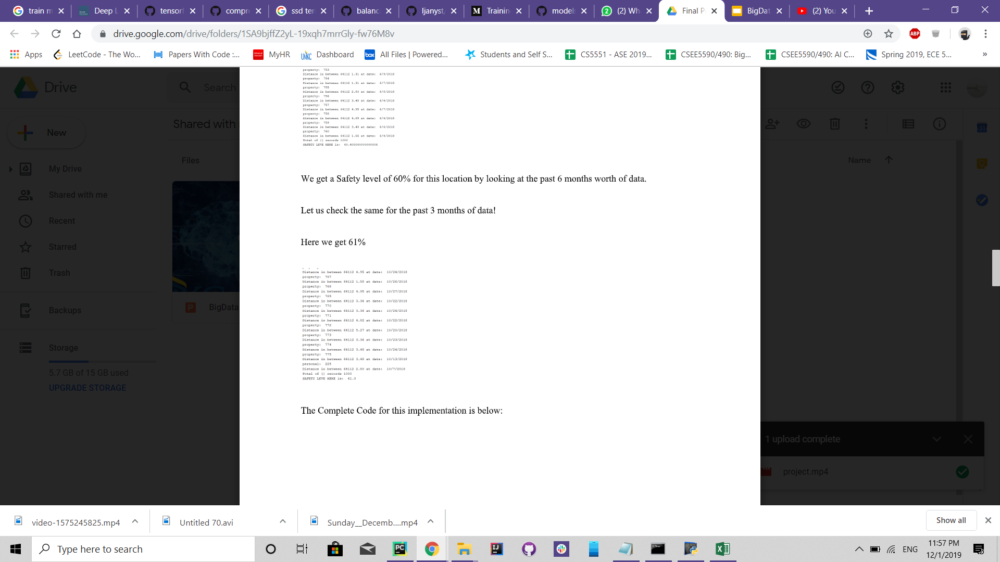 train m
Deep L
tensorf
compre
ssd ten
balanc
ljanyst
Trainin
model
(2) Wh
Final P
BigDat
(2) You
drive.google.com/drive/folders/1SA9bjffZ2yL-19xqh7mrrGly-fw76M8v
ABP
Apps
LeetCode - The Wo...
Papers With Code :...
MyHR
UMKC
Dashboard
box
All Files | Powered...
Students and Self S...
CS5551 - ASE 2019...
CSEE5590/490: Big...
CSEE5590/490: AI C...
Spring 2019, ECE 5...
»
Drive
Search
New
Shared with
My Drive
Files
Name
Shared with me
Recent
Starred
Trash
Backups
BigData
Storage
5.7 GB of 15 GB used
UPGRADE STORAGE
property: 753
Distance in between 64112 1.31 at date: 6/9/2018
property: 754
Distance in between 64112 1.31 at date: 6/7/2018
property: 755
Distance in between 64112 2.80 at date: 6/8/2018
property: 756
Distance in between 64112 3.48 at date: 6/4/2018
property: 757
Distance in between 64112 4.95 at date: 6/7/2018
property: 758
Distance in between 64112 4.69 at date: 6/4/2018
property: 759
Distance in between 64112 3.48 at date: 6/6/2018
property: 760
Distance in between 64112 1.66 at date: 6/4/2018
Total of [] records 1000
SAFETY LEVE HERE is: 60.400000000000006
We get a Safety level of 60% for this location by looking at the past 6 months worth of data.
Let us check the same for the past 3 months of data!
Here we get 61%
Distance in between 64112 4.95 at date: 10/24/2018
property: 767
Distance in between 64112 1.58 at date: 10/26/2018
property: 768
Distance in between 64112 4.95 at date: 10/27/2018
property: 769
Distance in between 64112 3.36 at date: 10/22/2018
property: 770
Distance in between 64112 3.36 at date: 10/24/2018
property: 771
Distance in between 64112 4.82 at date: 10/22/2018
property: 772
Distance in between 64112 5.27 at date: 10/20/2018
property: 773
Distance in between 64112 3.36 at date: 10/23/2018
property: 774
Distance in between 64112 3.48 at date: 10/24/2018
property: 775
Distance in between 64112 3.48 at date: 10/13/2018
personal: 225
Distance in between 64112 2.80 at date: 10/7/2018
Total of [] records 1000
SAFETY LEVE HERE is: 61.0
The Complete Code for this implementation is below:
1 upload complete
project.mp4
video-1575245825.mp4
Untitled 70.avi
Sunday__Decemb....mp4
Show all
Type here to search
ENG
11:57 PM
12/1/2019